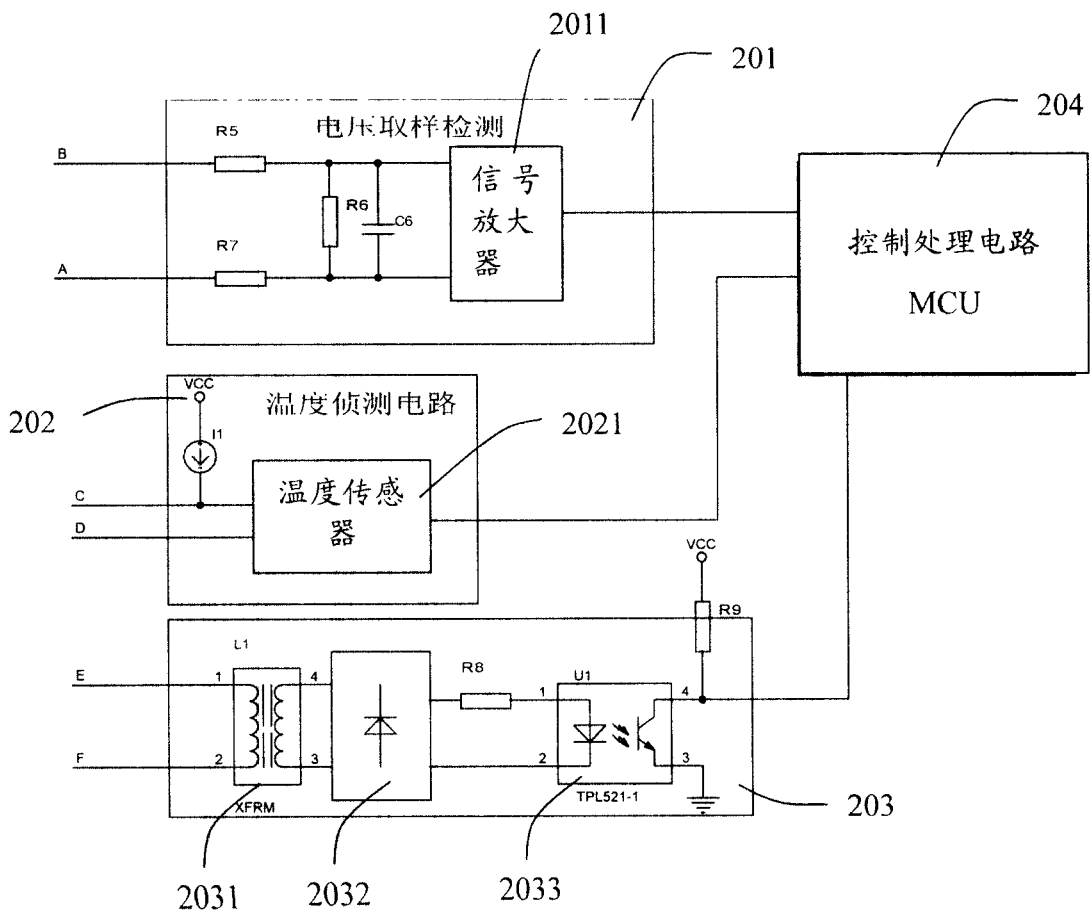 2011
201
电压取样检测
204
R5
B
信号
放大
器
R6
C6
控制处理电路
MCU
R7
A
VCC
温度侦测电路
202
2021
I1
温度传感
器
C
D
VCC
R9
L1
E
1
4
R8
1
U1
4
F
2
3
2
3
XFRM
TPL521-1
203
2031
2032
2033